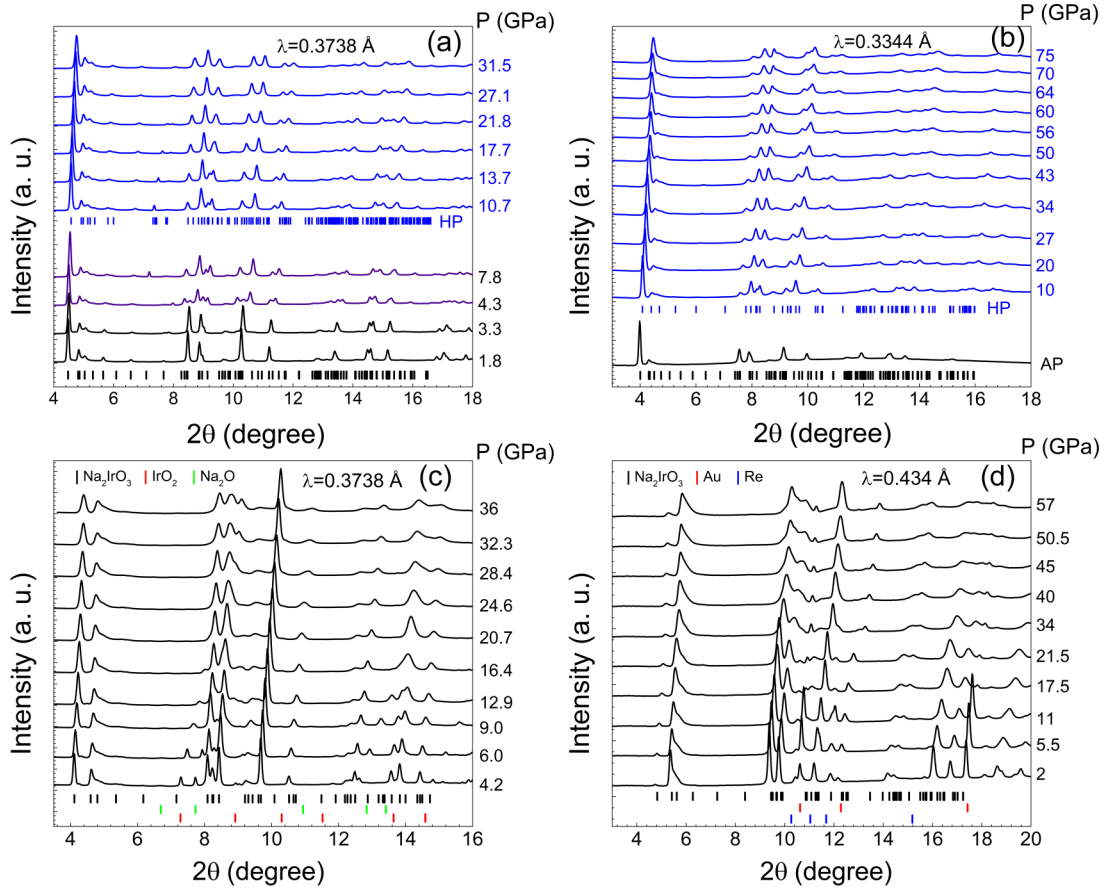 P (GPa)
λ=0.3738 Å
(a)
31.5
27.1
21.8
17.7
13.7
10.7
HP
7.8
4.3
3.3
1.8
4 6 8 10 12 14 16 18
2θ (degree)
Intensity (a. u.)
P (GPa)
λ=0.3344 Å
(b)
75
70
64
60
56
50
43
34
27
20
10
HP
AP
4 6 8 10 12 14 16 18
2θ (degree)
Intensity (a. u.)
P (GPa)
Na₂IrO₃ IrO₂ Na₂O
λ=0.3738 Å
(c)
36
32.3
28.4
24.6
20.7
16.4
12.9
9.0
6.0
4.2
4 6 8 10 12 14 16
2θ (degree)
Intensity (a. u.)
P (GPa)
Na₂IrO₃ Au Re
λ=0.434 Å
(d)
57
50.5
45
40
34
21.5
17.5
11
5.5
2
4 6 8 10 12 14 16 18 20
2θ (degree)
Intensity (a. u.)